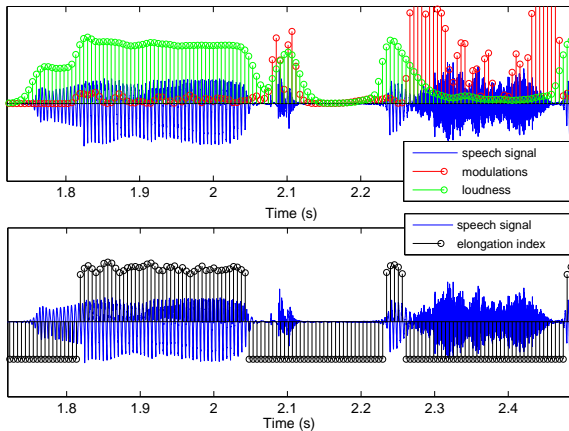 speech signal
modulations
loudness
1.8 1.9 2 2.1 2.2
Time (s)
speech signal
elongation index
1.8 1.9 2 2.1 2.2 2.3 2.4
Time (s)